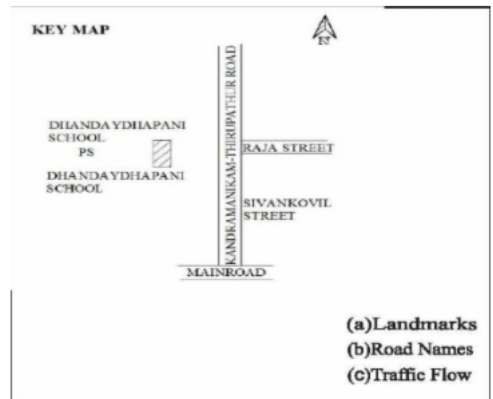 KEY MAP
N
DHANDAYDHAPANI
SCHOOL
PS
DHANDAYDHAPANI
SCHOOL
KANDRAMANIKAM-THIRUPATHUR ROAD
RAJA STREET
SIVANKOVIL
STREET
MAINROAD
(a)Landmarks
(b)Road Names
(c)Traffic Flow